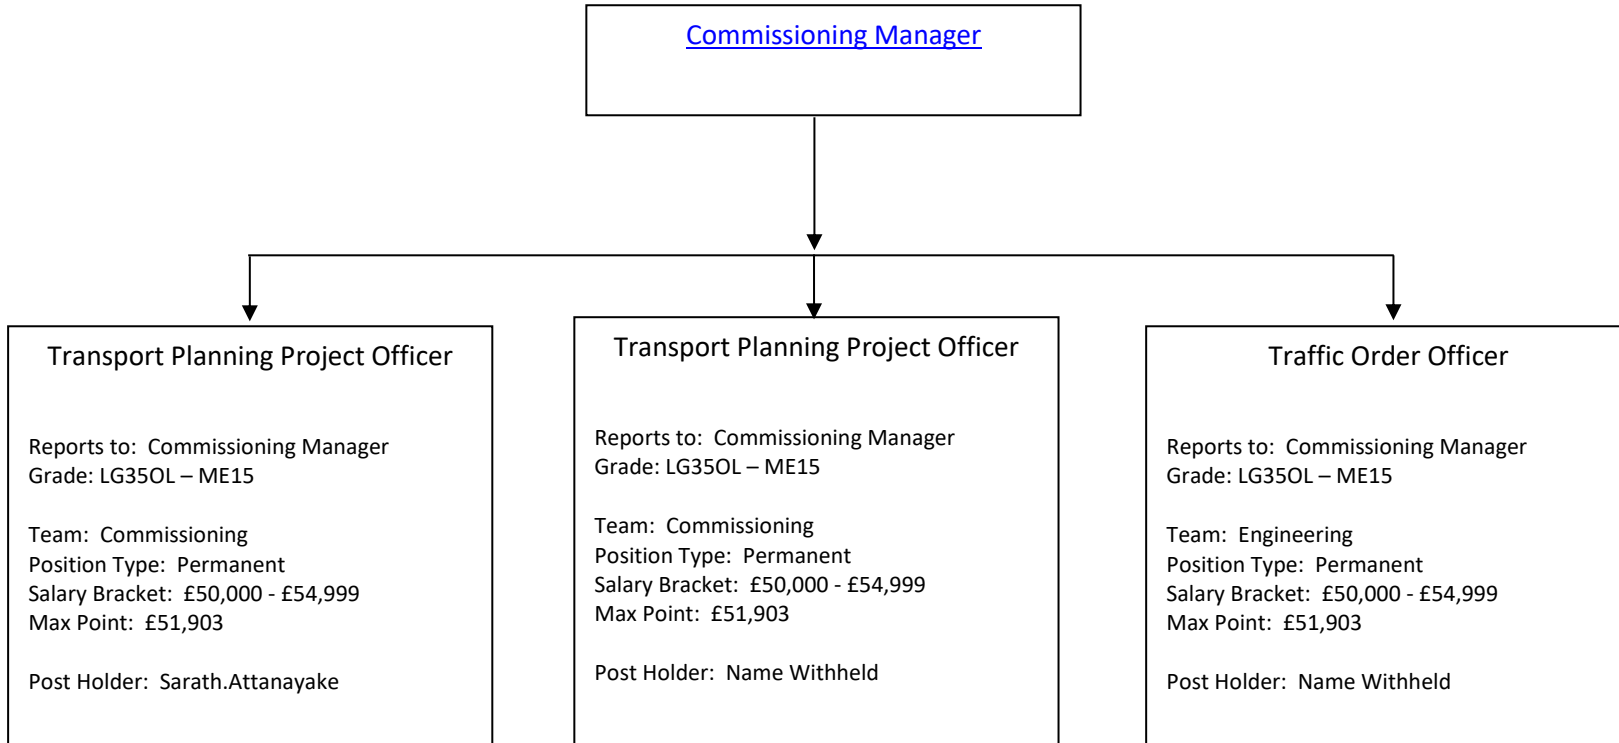 Commissioning Manager
Transport Planning Project Officer
Reports to: Commissioning Manager
Grade: LG35OL – ME15
Team: Commissioning
Position Type: Permanent
Salary Bracket: £50,000 - £54,999
Max Point: £51,903
Post Holder: Sarath.Attanayake
Transport Planning Project Officer
Reports to: Commissioning Manager
Grade: LG35OL – ME15
Team: Commissioning
Position Type: Permanent
Salary Bracket: £50,000 - £54,999
Max Point: £51,903
Post Holder: Name Withheld
Traffic Order Officer
Reports to: Commissioning Manager
Grade: LG35OL – ME15
Team: Engineering
Position Type: Permanent
Salary Bracket: £50,000 - £54,999
Max Point: £51,903
Post Holder: Name Withheld